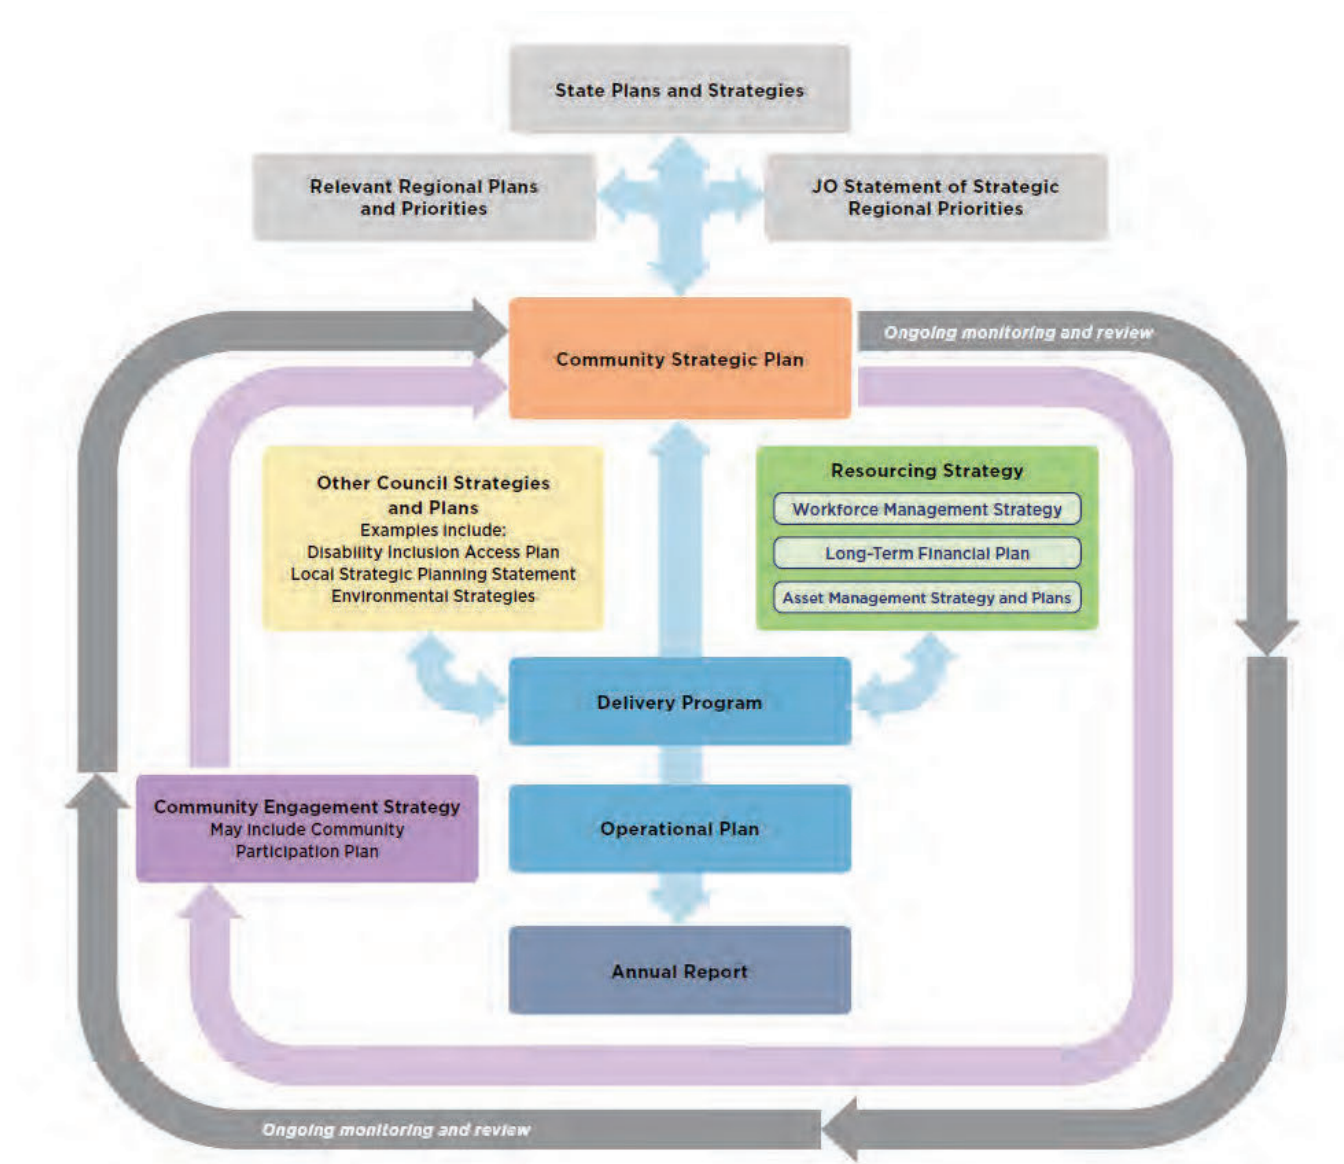 State Plans and Strategies
Relevant Regional Plans
and Priorities
JO Statement of Strategic
Regional Priorities
Community Strategic Plan
Ongoing monitoring and review
Other Council Strategies
and Plans
Examples include:
Disability Inclusion Access Plan
Local Strategic Planning Statement
Environmental Strategies
Resourcing Strategy
Workforce Management Strategy
Long-Term Financial Plan
Asset Management Strategy and Plans
Delivery Program
Community Engagement Strategy
May include Community
Participation Plan
Operational Plan
Annual Report
Ongoing monitoring and review